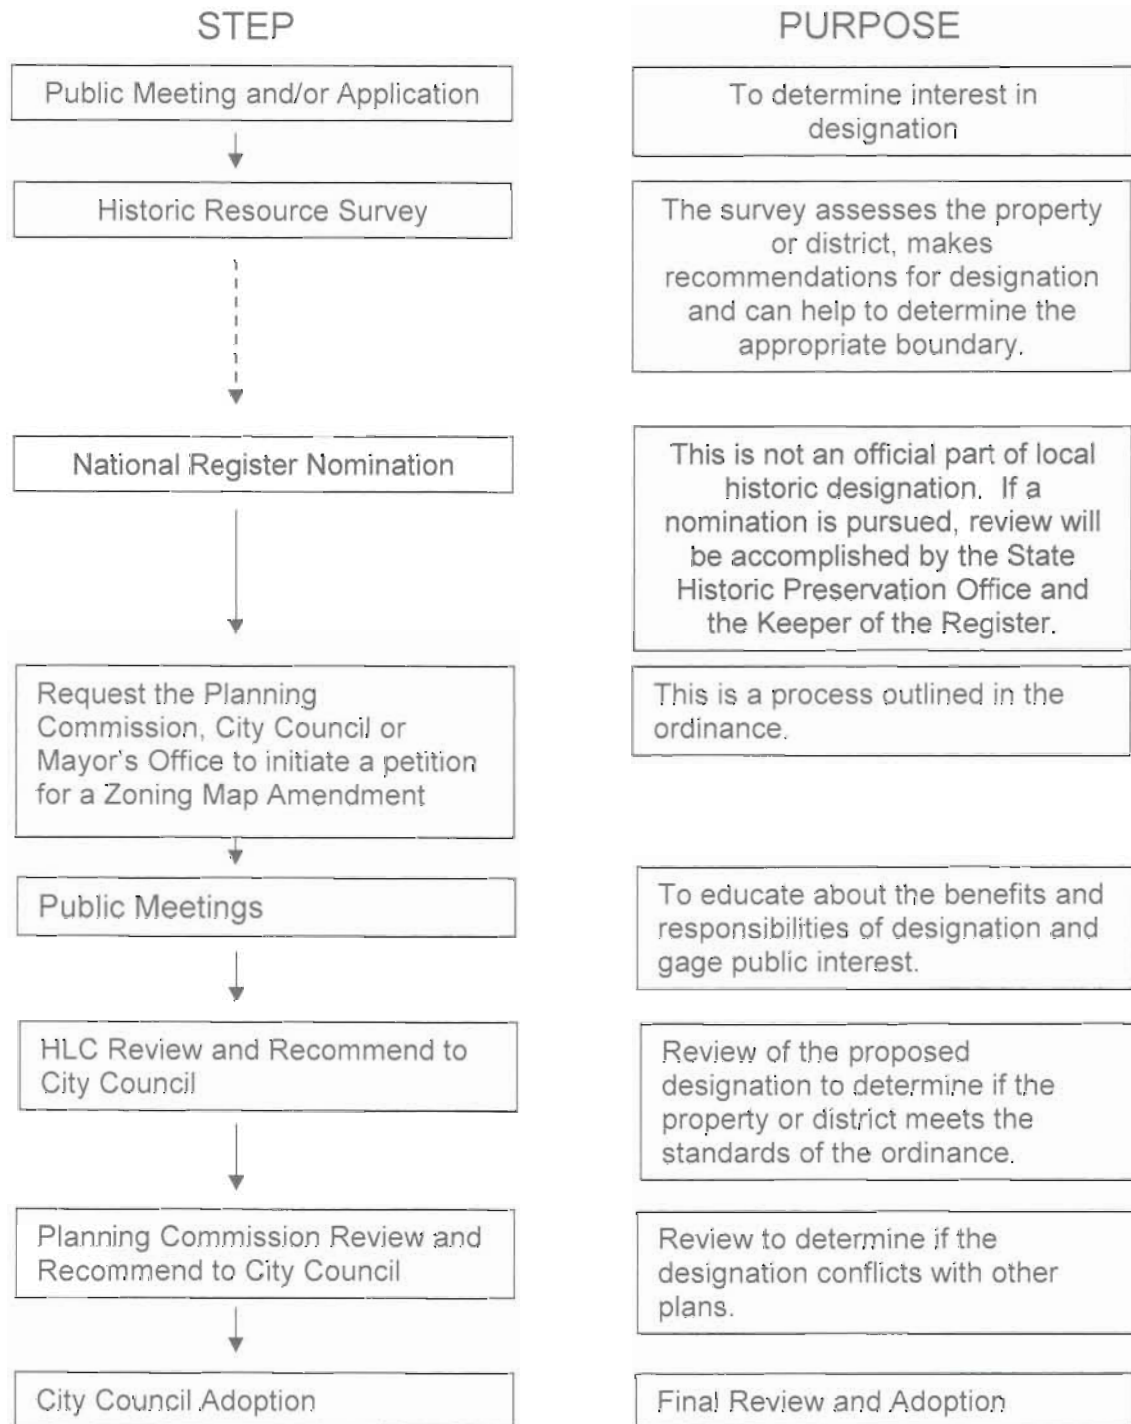 STEP
PURPOSE
Public Meeting and/or Application
To determine interest in
designation
Historic Resource Survey
The survey assesses the property
or district, makes
recommendations for designation
and can help to determine the
appropriate boundary.
National Register Nomination
This is not an official part of local
historic designation. If a
nomination is pursued, review will
be accomplished by the State
Historic Preservation Office and
the Keeper of the Register.
Request the Planning
Commission, City Council or
Mayor's Office to initiate a petition
for a Zoning Map Amendment
This is a process outlined in the
ordinance.
Public Meetings
To educate about the benefits and
responsibilities of designation and
gage public interest.
HLC Review and Recommend to
City Council
Review of the proposed
designation to determine if the
property or district meets the
standards of the ordinance.
Planning Commission Review and
Recommend to City Council
Review to determine if the
designation conflicts with other
plans.
City Council Adoption
Final Review and Adoption